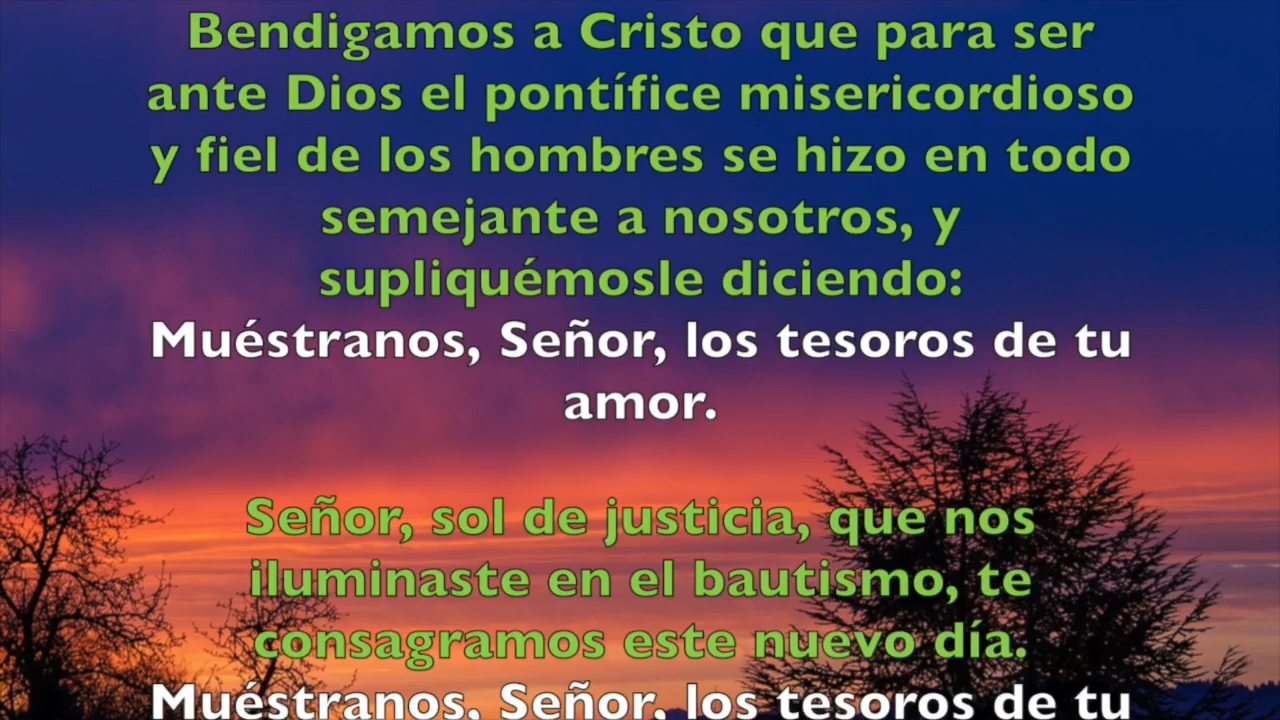 Bendigamos a Cristo que para ser
ante Dios el pontífice misericordioso
y fiel de los hombres se hizo en todo
semejante a nosotros, y
supliquémosle diciendo:
Muéstranos, Señor, los tesoros de tu
amor.
Señor, sol de justicia, que nos
iluminaste en el bautismo, te
consagramos este nuevo día.
Muéstranos, Señor, los tesoros de tu